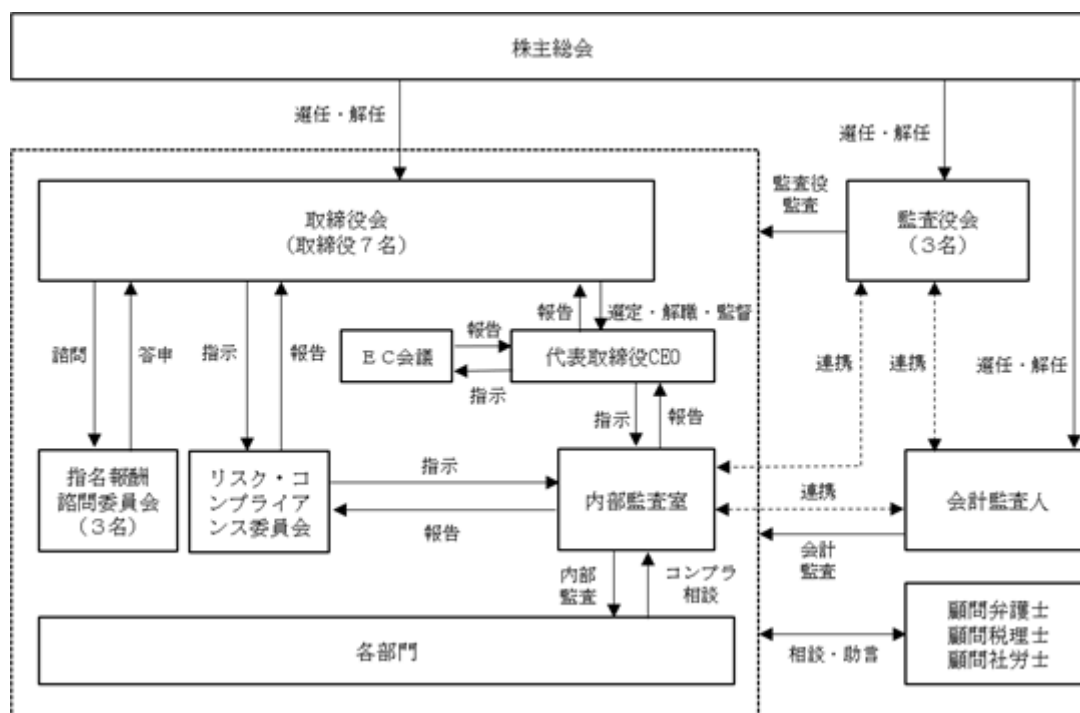 株主総会
選任・解任
選任・解任
監査役
監査
取締役会
(取締役７名)
監査役会
(３名)
報告
選定・解職・監督
諮問
答申
指示
報告
ＥＣ会議
報告
指示
代表取締役CEO
連携
連携
選任・解任
指示
報告
指名報酬
諮問委員会
(３名)
リスク・コ
ンプライア
ンス委員会
指示
報告
内部監査室
連携
会計監査人
会計
監査
内部
監査
コンプラ
相談
各部門
相談・助言
顧問弁護士
顧問税理士
顧問社労士